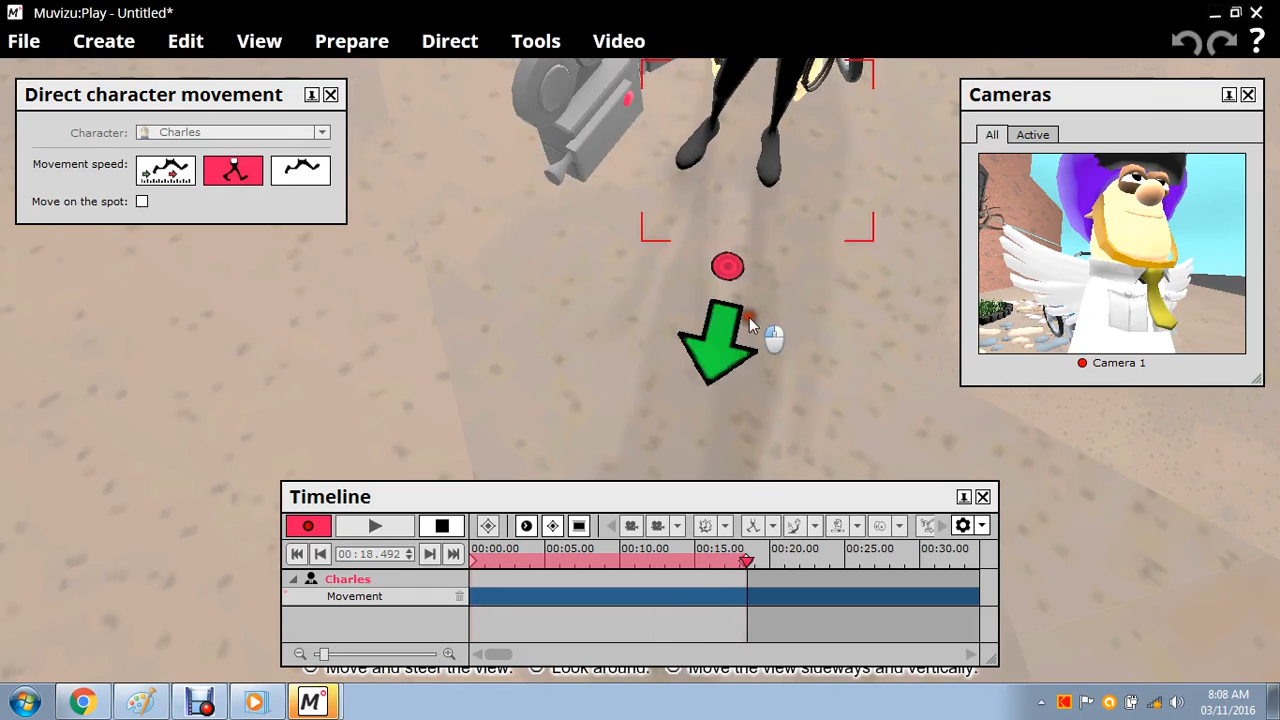 Muvizu:Play - Untitled*
File Create Edit View Prepare Direct Tools Video ?
Direct character movement
Character: Charles
Movement speed:
Move on the spot:
Cameras
All Active
Camera 1
Timeline
00:18.492 00:00.00 00:05.00 00:10.00 00:15.00 00:20.00 00:25.00 00:30.00
Charles
Movement
Move and steer the view. Look around. Move the view sideways and vertically.
8:08 AM
03/11/2016